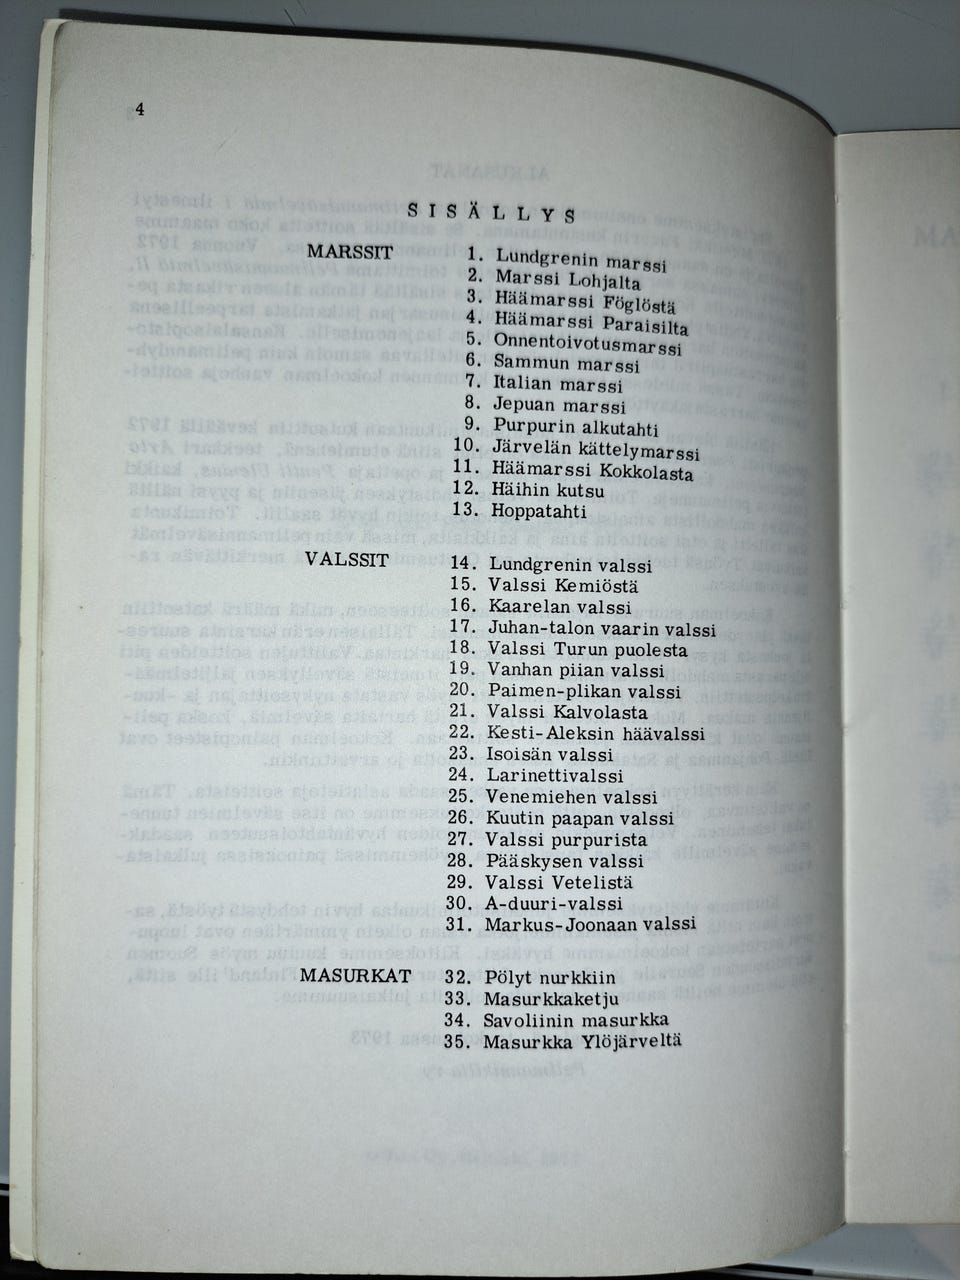 4
SISÄLLYS
MARSSIT 1. Lundgrenin marssi
2. Marssi Lohjalta
3. Häämarssi Föglöstä
4. Häämarssi Paraisilta
5. Onnentoivotusmarssi
6. Sammun marssi
7. Italian marssi
8. Jepuan marssi
9. Purpurin alkutahti
10. Järvelän kättelymarssi
11. Häämarssi Kokkolasta
12. Häihin kutsu
13. Hoppatahti
VALSSIT 14. Lundgrenin valssi
15. Valssi Kemiöstä
16. Kaarelan valssi
17. Juhan-talon vaarin valssi
18. Valssi Turun puolesta
19. Vanhan piian valssi
20. Paimen-plikan valssi
21. Valssi Kalvolasta
22. Kesti-Aleksin häävalssi
23. Isoisän valssi
24. Larinettivalssi
25. Venemiehen valssi
26. Kuutin paapan valssi
27. Valssi purpurista
28. Pääskysen valssi
29. Valssi Vetelistä
30. A-duuri-valssi
31. Markus-Joonaan valssi
MASURKAT 32. Pölyt nurkkiin
33. Masurkkaketju
34. Savoliinin masurkka
35. Masurkka Ylöjärveltä
MA